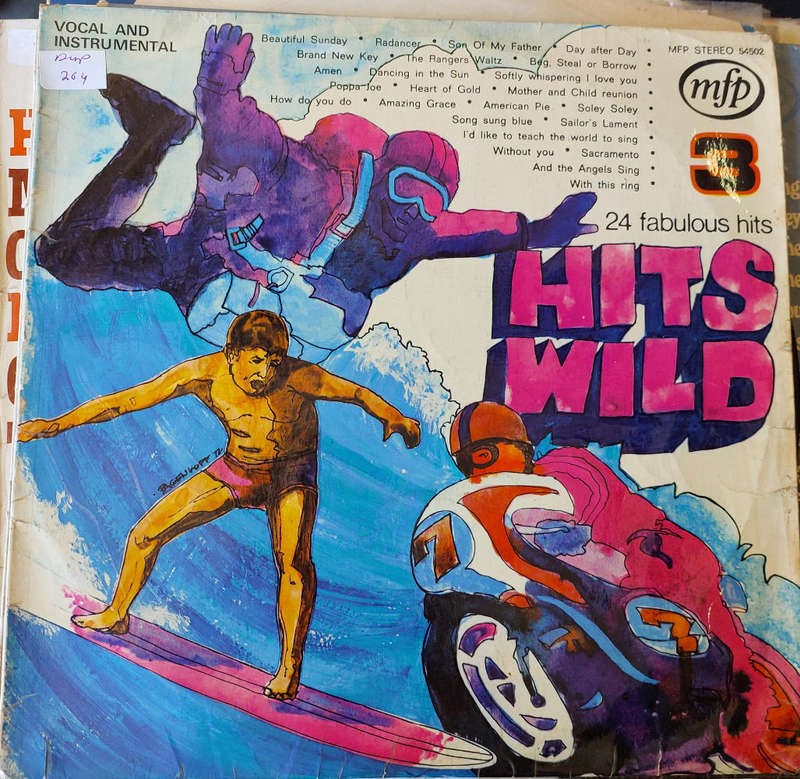 VOCAL AND
INSTRUMENTAL
264
Beautiful Sunday • Radancer • Son Of My Father • Day after Day •
Brand New Key • The Rangers Waltz • Beg, Steal or Borrow
Amen • Dancing in the Sun • Softly whispering I love you •
Poppa Joe • Heart of Gold • Mother and Child reunion
How do you do • Amazing Grace • American Pie • Soley Soley •
Song sung blue • Sailor's Lament •
I'd like to teach the world to sing •
Without you • Sacramento •
And the Angels Sing •
With this ring •
MFP STEREO 54502
mfp
3
24 fabulous hits
HITS
WILD
7
7